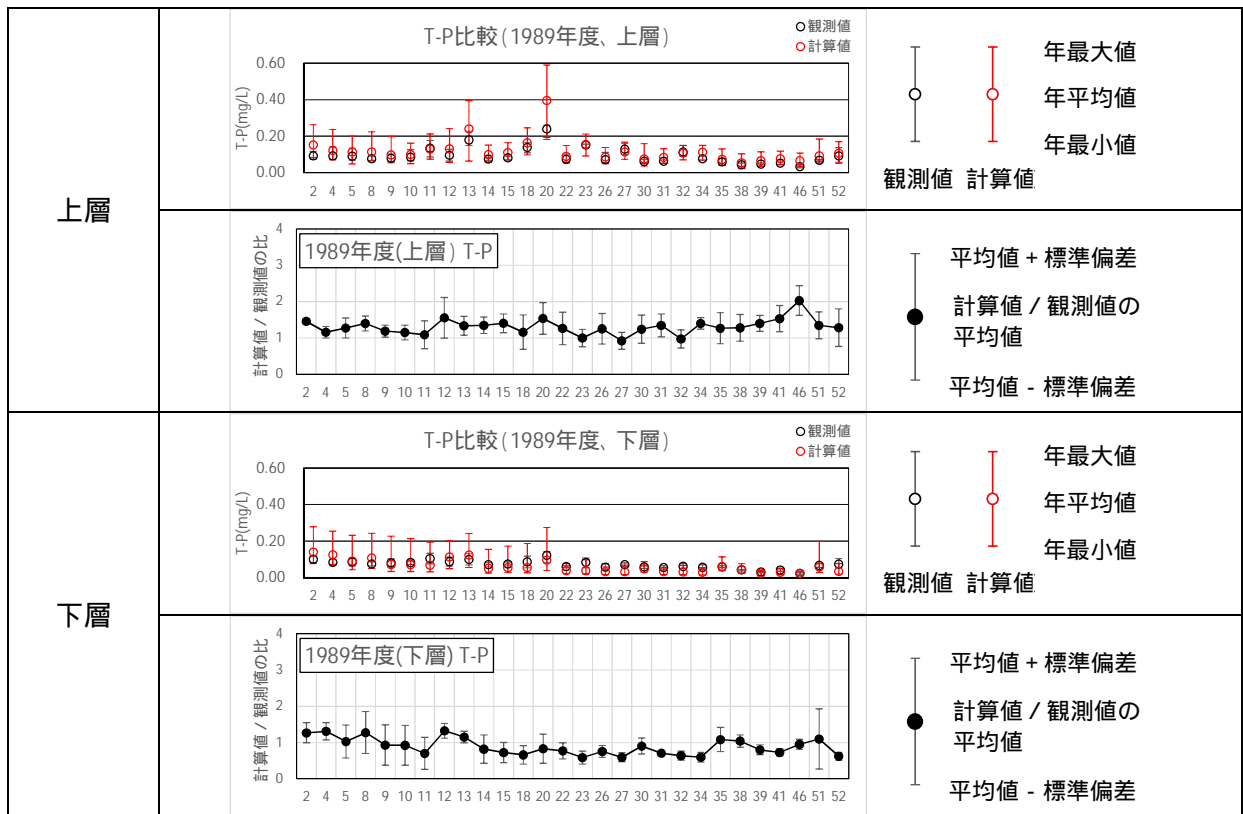 上層
T-P比較(1989年度、上層)
観測値
計算値
T-P(mg/L)
0.60
0.40
0.20
0.00
2 4 5 8 9 10 11 12 13 14 15 18 20 22 23 26 27 30 31 32 34 35 38 39 41 46 51 52
年最大値
年平均値
年最小値
観測値 計算値
1989年度(上層) T-P
計算値 / 観測値の比
4
3
2
1
0
2 4 5 8 9 10 11 12 13 14 15 18 20 22 23 26 27 30 31 32 34 35 38 39 41 46 51 52
平均値 + 標準偏差
計算値 / 観測値の
平均値
平均値 - 標準偏差
下層
T-P比較(1989年度、下層)
観測値
計算値
T-P(mg/L)
0.60
0.40
0.20
0.00
2 4 5 8 9 10 11 12 13 14 15 18 20 22 23 26 27 30 31 32 34 35 38 39 41 46 51 52
年最大値
年平均値
年最小値
観測値 計算値
1989年度(下層) T-P
計算値 / 観測値の比
4
3
2
1
0
2 4 5 8 9 10 11 12 13 14 15 18 20 22 23 26 27 30 31 32 34 35 38 39 41 46 51 52
平均値 + 標準偏差
計算値 / 観測値の
平均値
平均値 - 標準偏差